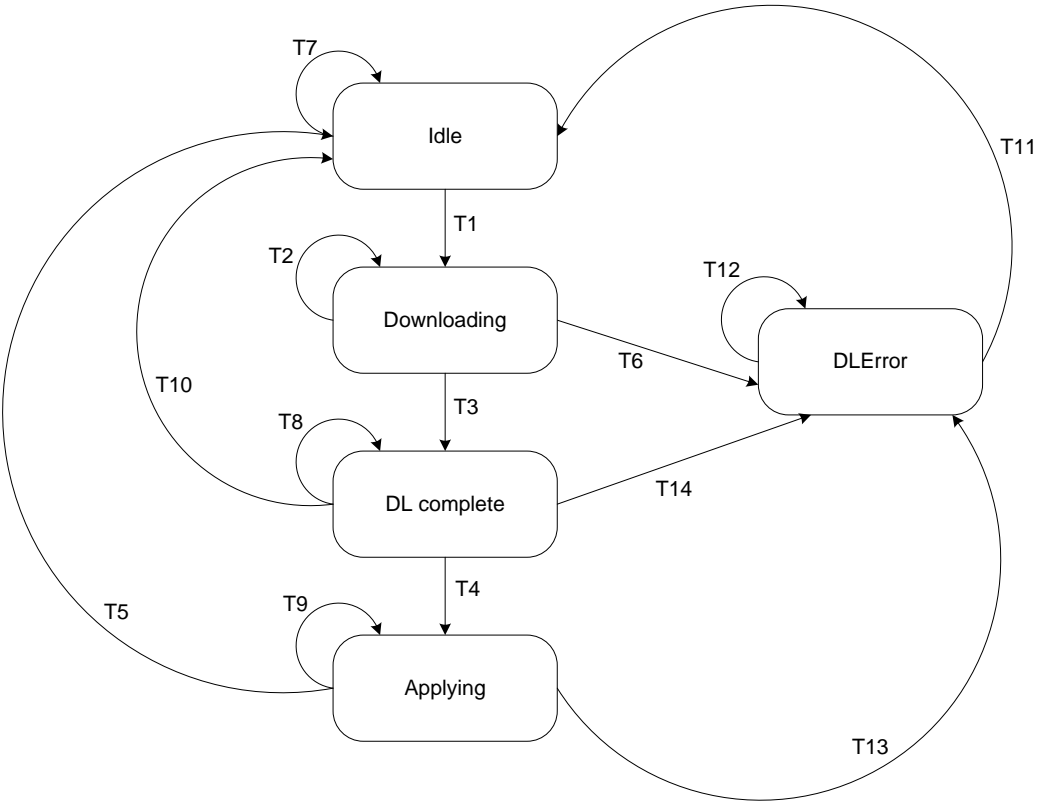 T7
Idle
T11
T1
T2
T12
Downloading
T6
DLError
T10
T3
T8
DL complete
T14
T4
T9
T5
Applying
T13